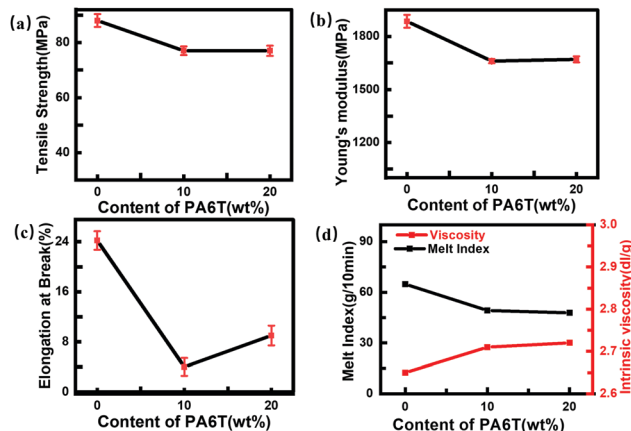 (a)
Tensile Strength(MPa)
80
60
40
0
10
20
Content of PA6T(wt%)
(b)
Young's modulus(MPa)
1800
1500
1200
0
10
20
Content of PA6T(wt%)
(c)
Elongation at Break(%)
24
18
12
6
0
0
10
20
Content of PA6T(wt%)
(d)
Viscosity
Melt Index
Melt Index(g/10min)
90
60
30
0
0
10
20
Content of PA6T(wt%)
3.0
2.9
2.8
2.7
2.6
Intrinsic viscosity(dl/g)